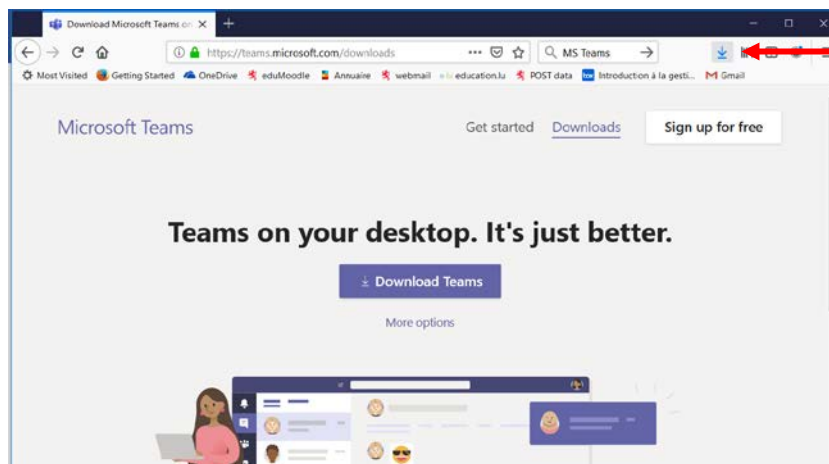 Download Microsoft Teams on
https://teams.microsoft.com/downloads
MS Teams
Most Visited Getting Started OneDrive eduMoodle Annuaire webmail education.lu POST data Introduction à la gesti... Gmail
Microsoft Teams
Get started Downloads Sign up for free
Teams on your desktop. It's just better.
Download Teams
More options